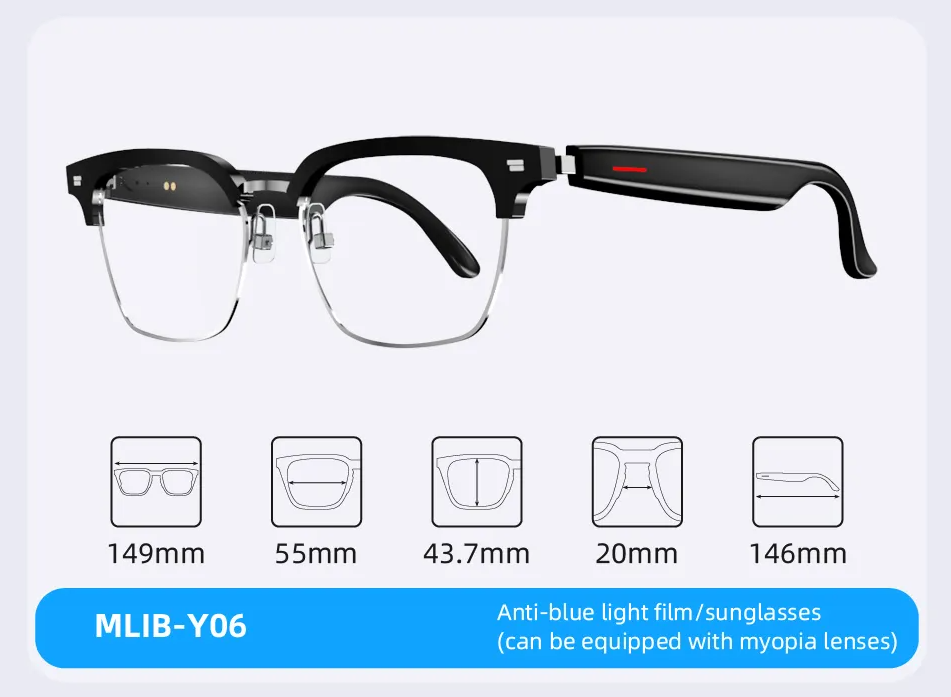 149mm
55mm
43.7mm
20mm
146mm
MLIB-Y06
Anti-blue light film/sunglasses
(can be equipped with myopia lenses)